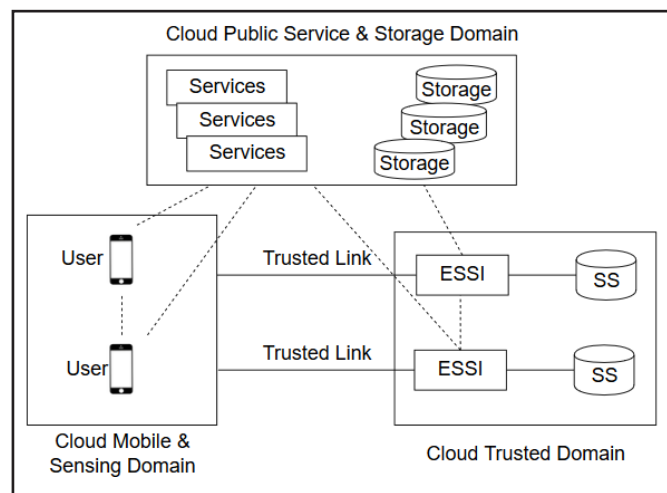 Cloud Public Service & Storage Domain
Services
Services
Services
Storage
Storage
Storage
User
Trusted Link
ESSI
SS
User
Trusted Link
ESSI
SS
Cloud Mobile &
Sensing Domain
Cloud Trusted Domain